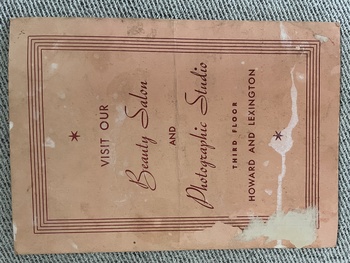 VISIT OUR
Beauty Salon
AND
Photographic Studio
THIRD FLOOR
HOWARD AND LEXINGTON